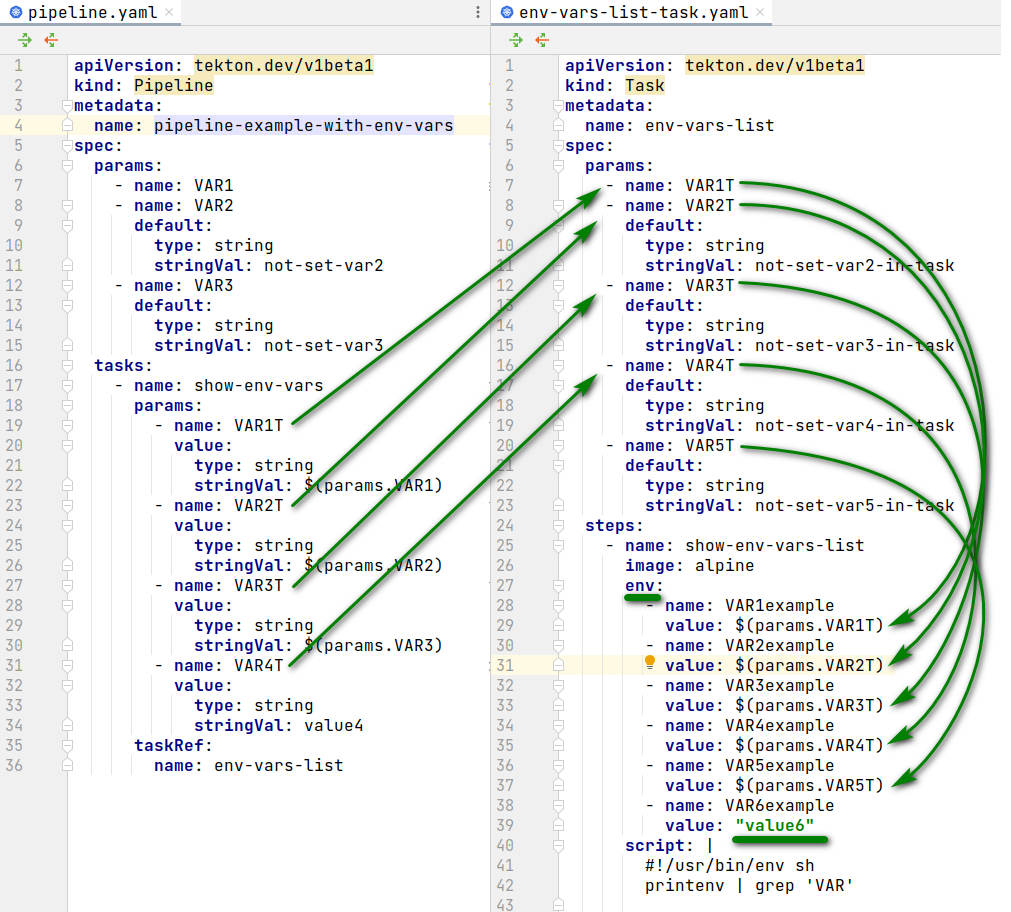 pipeline.yaml
1 apiVersion: tekton.dev/v1beta1
2 kind: Pipeline
3 metadata:
4   name: pipeline-example-with-env-vars
5 spec:
6   params:
7     - name: VAR1
8     - name: VAR2
9       default:
10         type: string
11         stringVal: not-set-var2
12     - name: VAR3
13       default:
14         type: string
15         stringVal: not-set-var3
16   tasks:
17     - name: show-env-vars
18       params:
19         - name: VAR1T
20           value:
21             type: string
22             stringVal: $(params.VAR1)
23         - name: VAR2T
24           value:
25             type: string
26             stringVal: $(params.VAR2)
27         - name: VAR3T
28           value:
29             type: string
30             stringVal: $(params.VAR3)
31         - name: VAR4T
32           value:
33             type: string
34             stringVal: value4
35       taskRef:
36         name: env-vars-list
env-vars-list-task.yaml
1 apiVersion: tekton.dev/v1beta1
2 kind: Task
3 metadata:
4   name: env-vars-list
5 spec:
6   params:
7     - name: VAR1T
8     - name: VAR2T
9       default:
10         type: string
11         stringVal: not-set-var2-in-task
12     - name: VAR3T
13       default:
14         type: string
15         stringVal: not-set-var3-in-task
16     - name: VAR4T
17       default:
18         type: string
19         stringVal: not-set-var4-in-task
20     - name: VAR5T
21       default:
22         type: string
23         stringVal: not-set-var5-in-task
24   steps:
25     - name: show-env-vars-list
26       image: alpine
27       env:
28         - name: VAR1example
29           value: $(params.VAR1T)
30         - name: VAR2example
31           value: $(params.VAR2T)
32         - name: VAR3example
33           value: $(params.VAR3T)
34         - name: VAR4example
35           value: $(params.VAR4T)
36         - name: VAR5example
37           value: $(params.VAR5T)
38         - name: VAR6example
39           value: "value6"
40       script: |
41         #!/usr/bin/env sh
42         printenv | grep 'VAR'
43